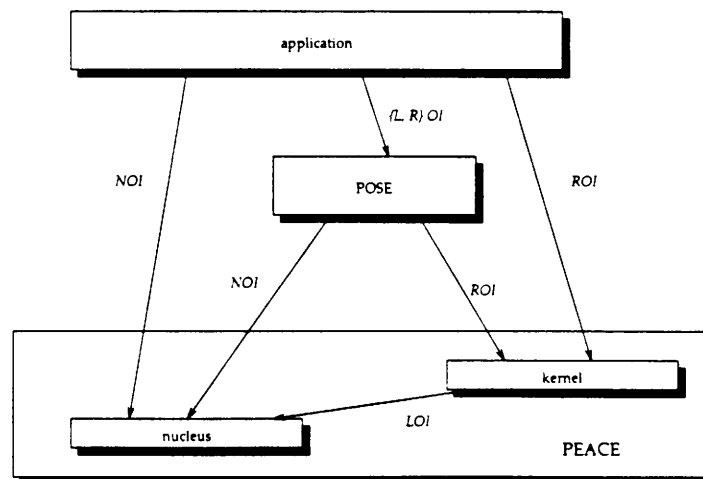 application
{L, R} OI
NOI
ROI
POSE
NOI
ROI
kernel
LOI
nucleus
PEACE